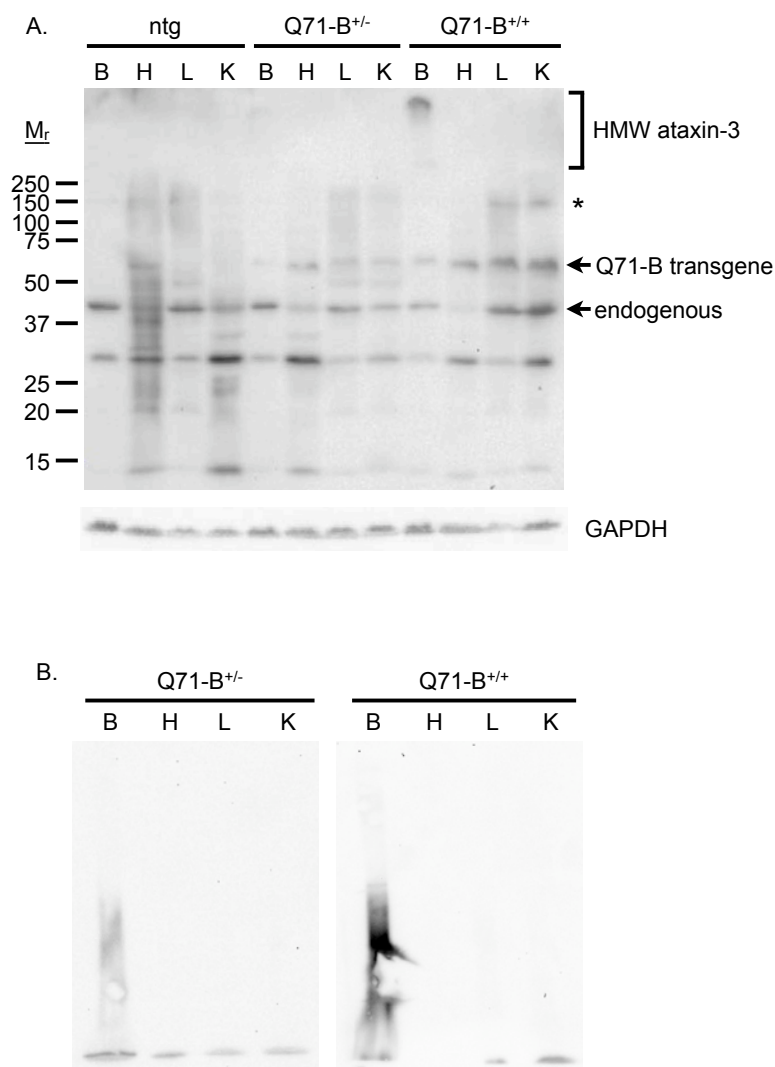 A.
ntg Q71-B+/- Q71-B+/+
B H L K B H L K B H L K
Mr
HMW ataxin-3
250
150
*
100
75
Q71-B transgene
50
endogenous
37
25
20
15
GAPDH
B.
Q71-B+/- Q71-B+/+
B H L K B H L K